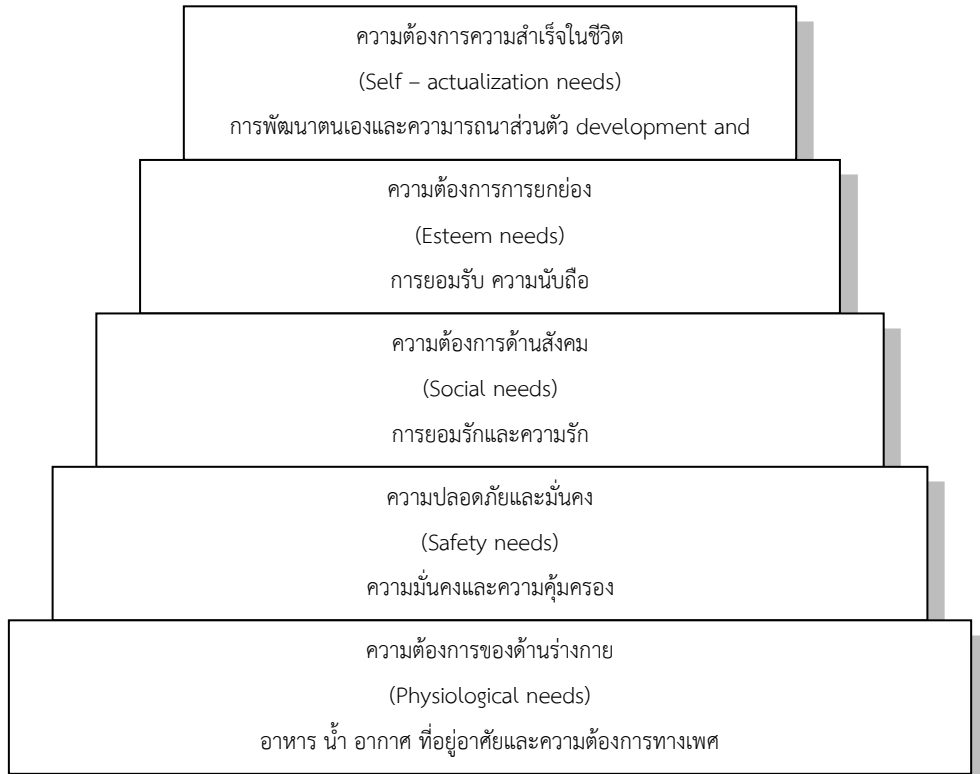 ความต้องการความสำเร็จในชีวิต
(Self – actualization needs)
การพัฒนาตนเองและความารถนาส่วนตัว development and
ความต้องการการยกย่อง
(Esteem needs)
การยอมรับ ความนับถือ
ความต้องการด้านสังคม
(Social needs)
การยอมรักและความรัก
ความปลอดภัยและมั่นคง
(Safety needs)
ความมั่นคงและความคุ้มครอง
ความต้องการของด้านร่างกาย
(Physiological needs)
อาหาร น้ำ อากาศ ที่อยู่อาศัยและความต้องการทางเพศ